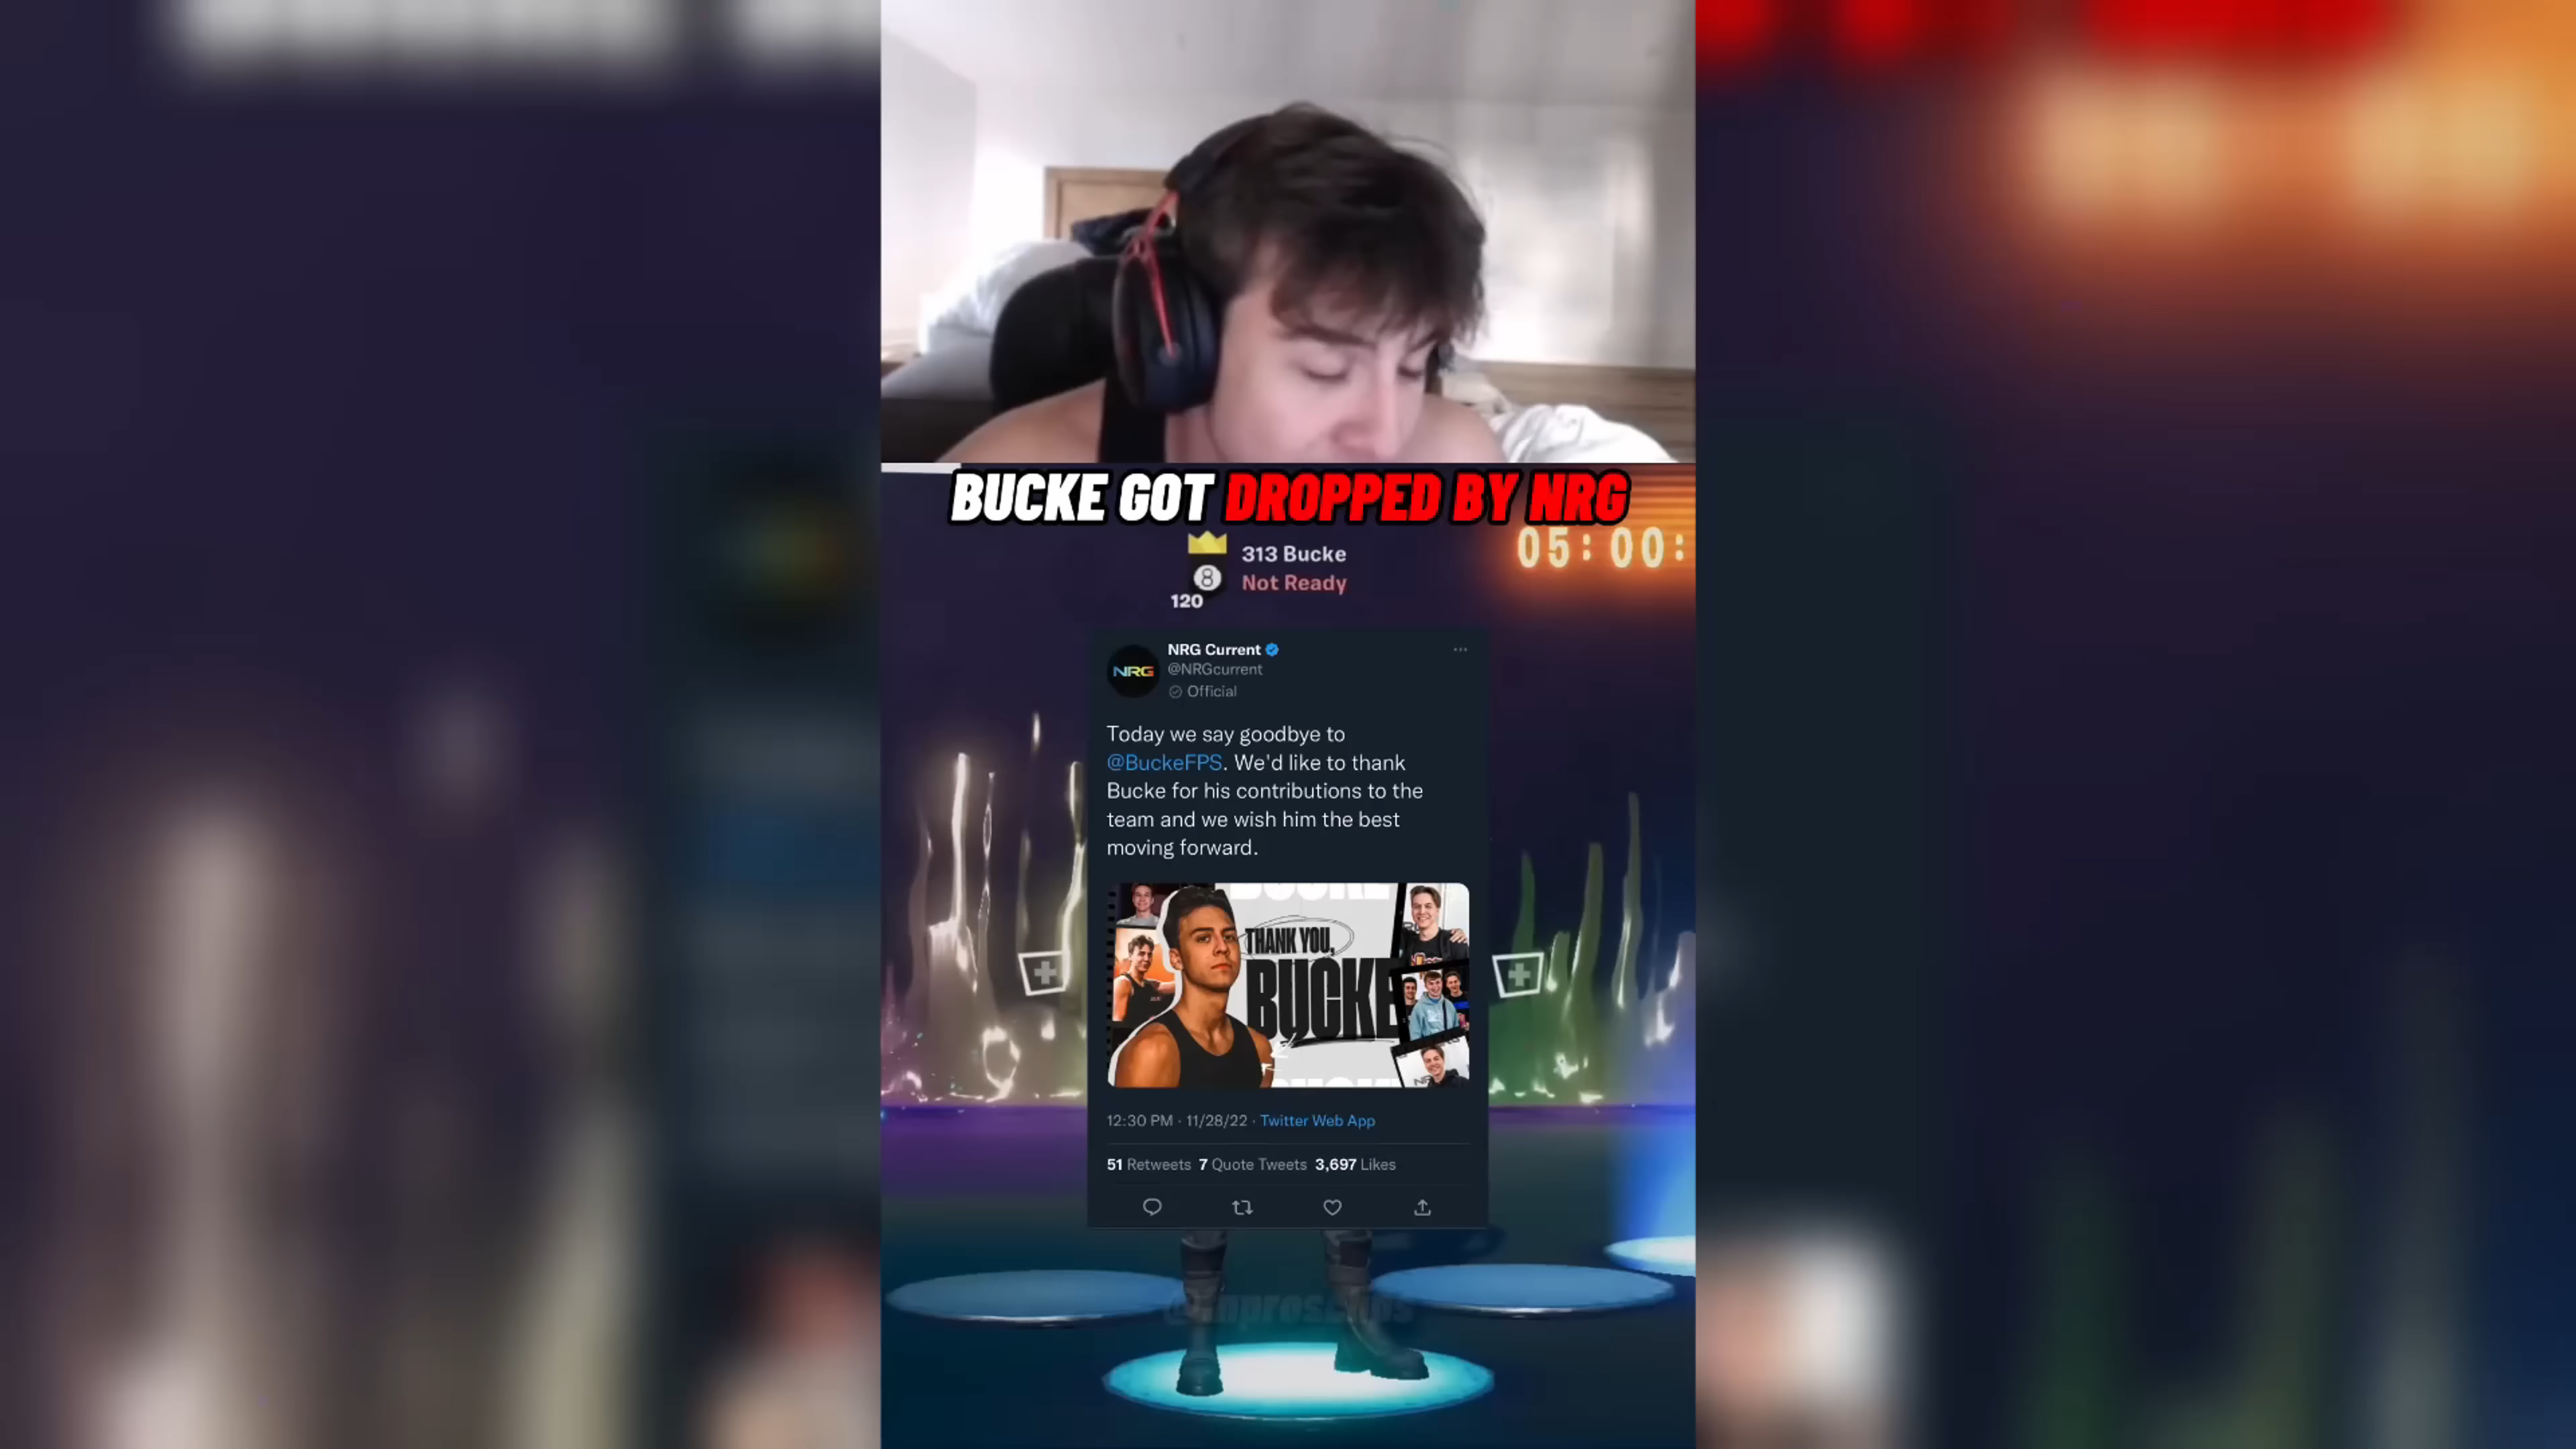 BUCKE GOT DROPPED BY NRG
05:00:
313 Bucke
8
Not Ready
120
NRG
NRG Current
@NRGcurrent
Official
Today we say goodbye to
@BuckeFPS. We'd like to thank
Bucke for his contributions to the
team and we wish him the best
moving forward.
THANK YOU,
BUCKE
12:30 PM · 11/28/22 · Twitter Web App
51 Retweets 7 Quote Tweets 3,697 Likes